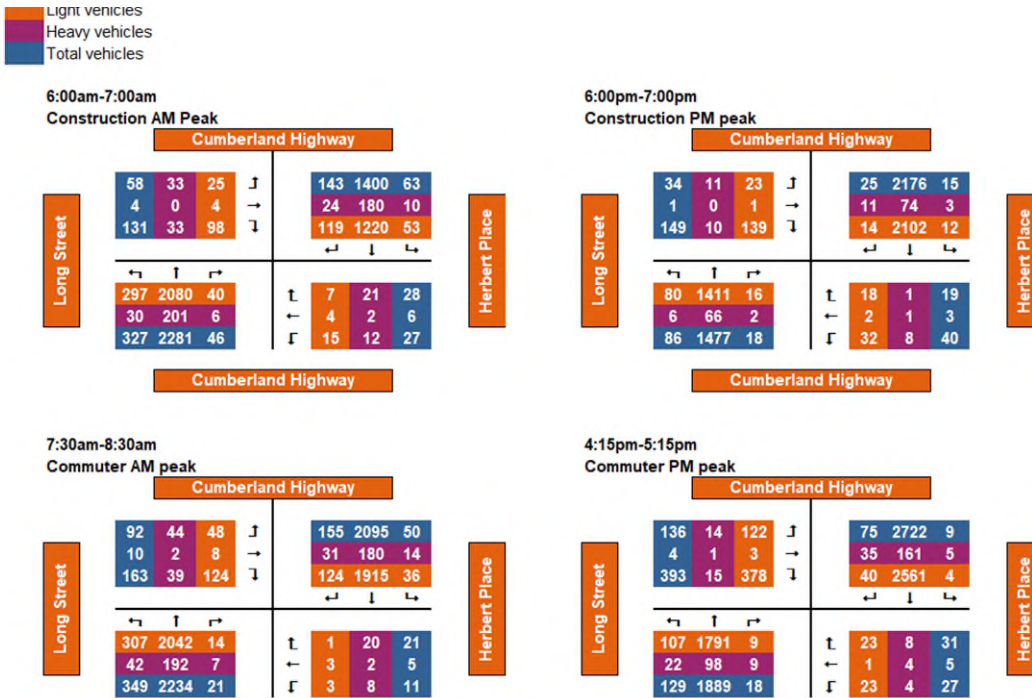 Light vehicles
Heavy vehicles
Total vehicles
6:00am-7:00am
Construction AM Peak
Cumberland Highway
58 33 25 143 1400 63
4 0 4 24 180 10
131 33 98 119 1220 53
Long Street
Herbert Place
297 2080 40 7 21 28
30 201 6 4 2 6
327 2281 46 15 12 27
Cumberland Highway
6:00pm-7:00pm
Construction PM peak
Cumberland Highway
34 11 23 25 2176 15
1 0 1 11 74 3
149 10 139 14 2102 12
Long Street
Herbert Place
80 1411 16 18 1 19
6 66 2 2 1 3
86 1477 18 32 8 40
Cumberland Highway
7:30am-8:30am
Commuter AM peak
Cumberland Highway
92 44 48 155 2095 50
10 2 8 31 180 14
163 39 124 124 1915 36
Long Street
Herbert Place
307 2042 14 1 20 21
42 192 7 3 2 5
349 2234 21 3 8 11
4:15pm-5:15pm
Commuter PM peak
Cumberland Highway
136 14 122 75 2722 9
4 1 3 35 161 5
393 15 378 40 2561 4
Long Street
Herbert Place
107 1791 9 23 8 31
22 98 9 1 4 5
129 1889 18 23 4 27